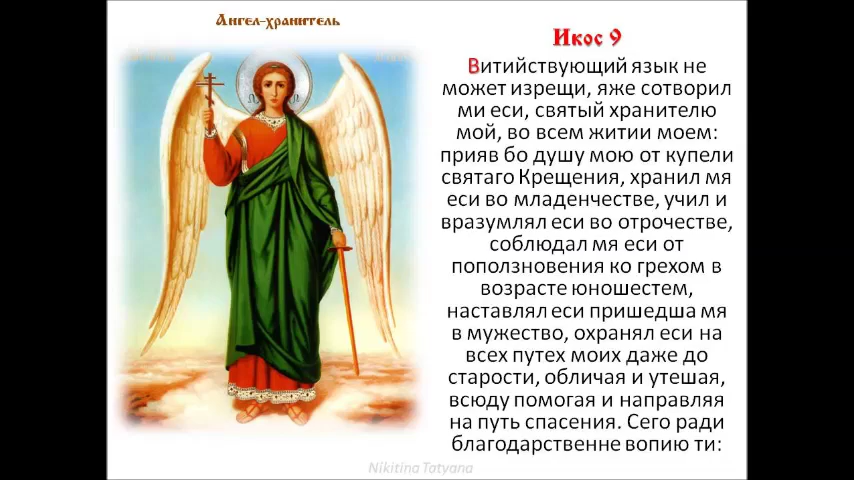 Ангел-хранитель
Икос 9
Витийствующий язык не
может изрещи, яже сотворил
ми еси, святый хранителю
мой, во всем житии моем:
прияв бо душу мою от купели
святаго Крещения, хранил мя
еси во младенчестве, учил и
вразумлял еси во отрочестве,
соблюдал мя еси от
поползновения ко грехом в
возрасте юношестем,
наставлял еси пришедша мя
в мужество, охранял еси на
всех путех моих даже до
старости, обличая и утешая,
всюду помогая и направляя
на путь спасения. Сего ради
благодарственне вопию ти:
Nikitina Tatyana